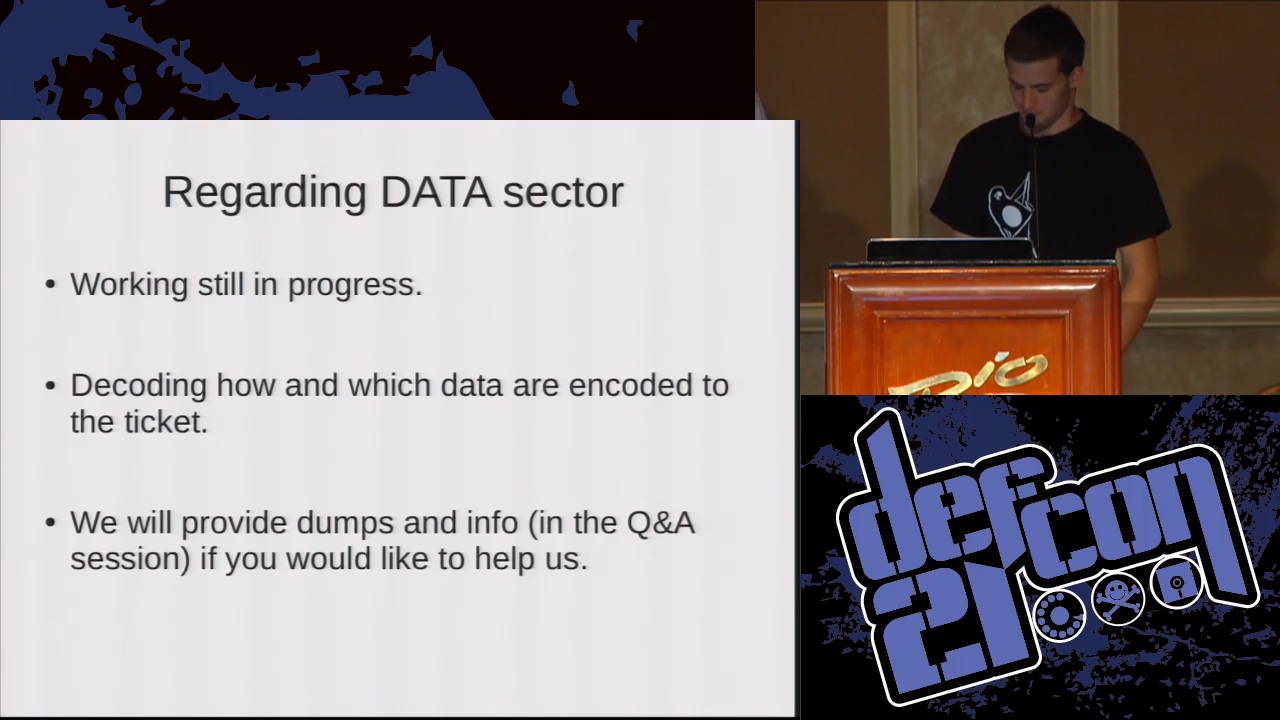 Regarding DATA sector
• Working still in progress.
• Decoding how and which data are encoded to
the ticket.
• We will provide dumps and info (in the Q&A
session) if you would like to help us.
Rio
defcon
21